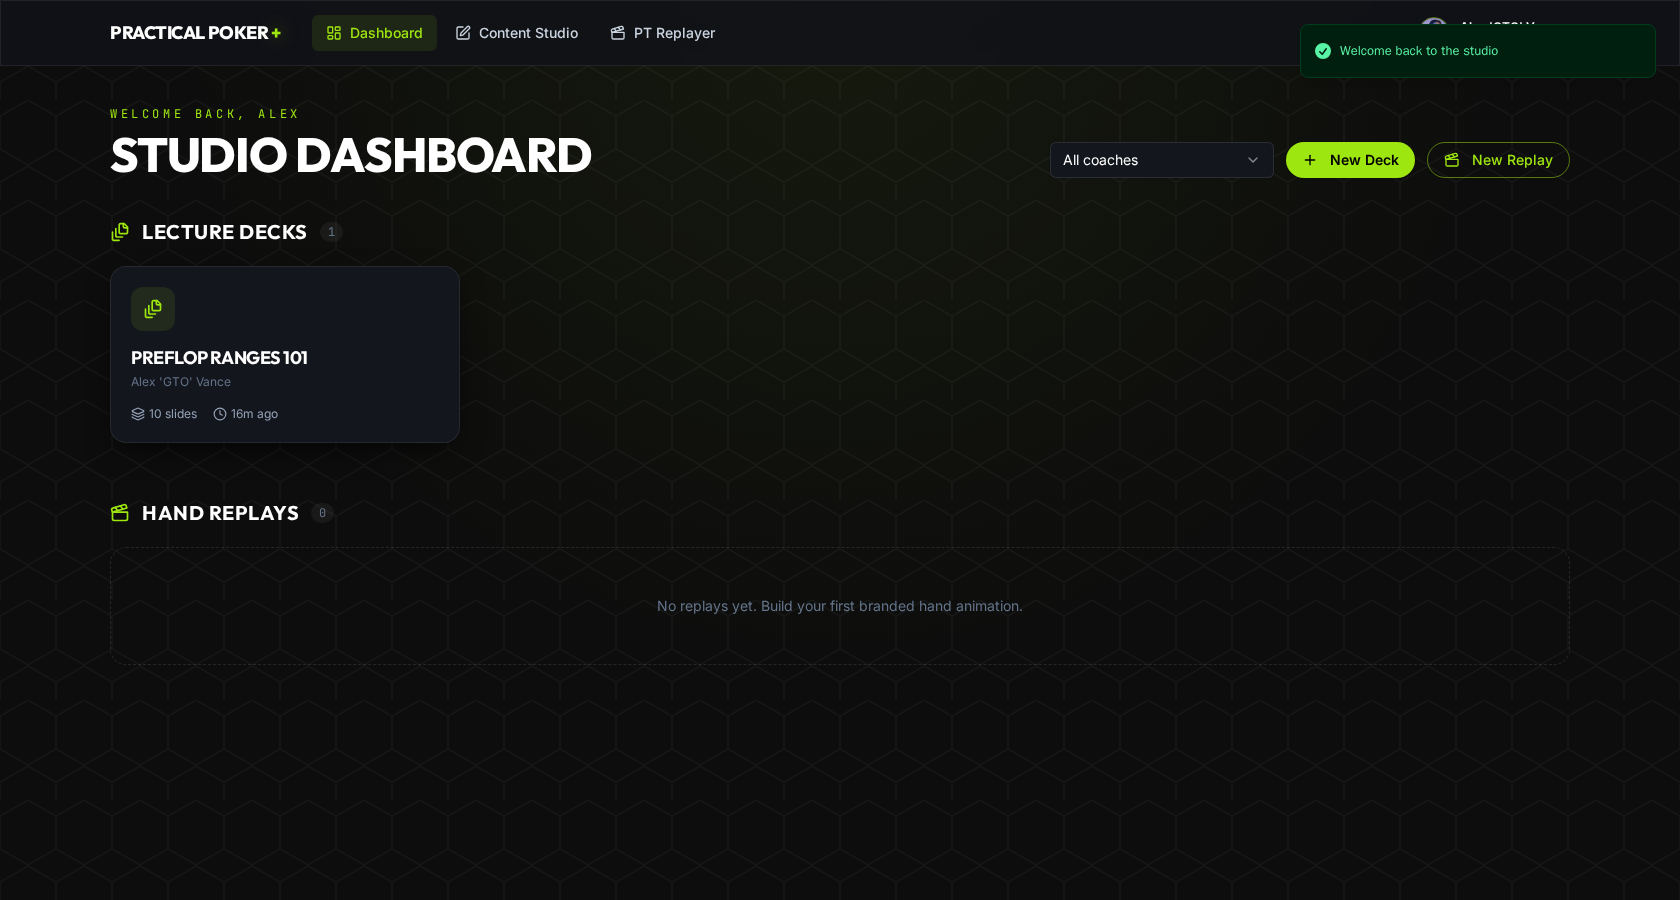 PRACTICAL POKER+
Dashboard
Content Studio
PT Replayer
Welcome back to the studio
WELCOME BACK, ALEX
STUDIO DASHBOARD
All coaches
New Deck
New Replay
LECTURE DECKS 1
PREFLOP RANGES 101
Alex 'GTO' Vance
10 slides 16m ago
HAND REPLAYS 0
No replays yet. Build your first branded hand animation.